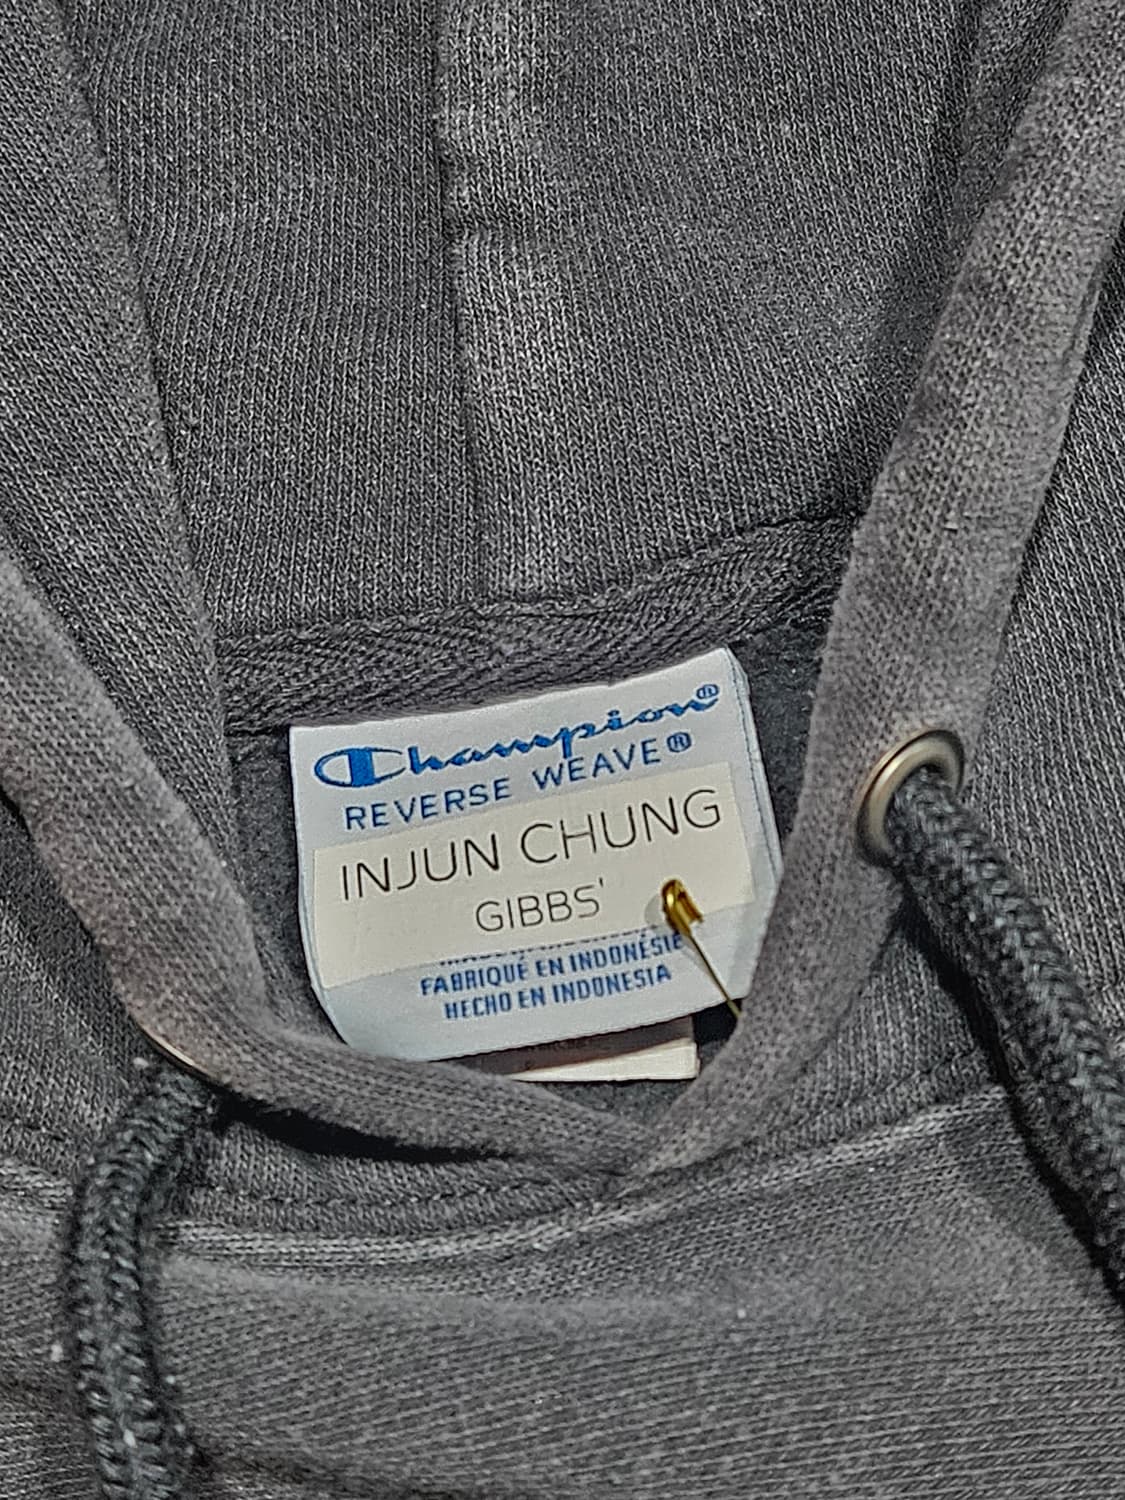 Champion®
REVERSE WEAVE®
INJUN CHUNG
GIBBS'
FABRIQUÉ EN INDONÉSIE
HECHO EN INDONESIA